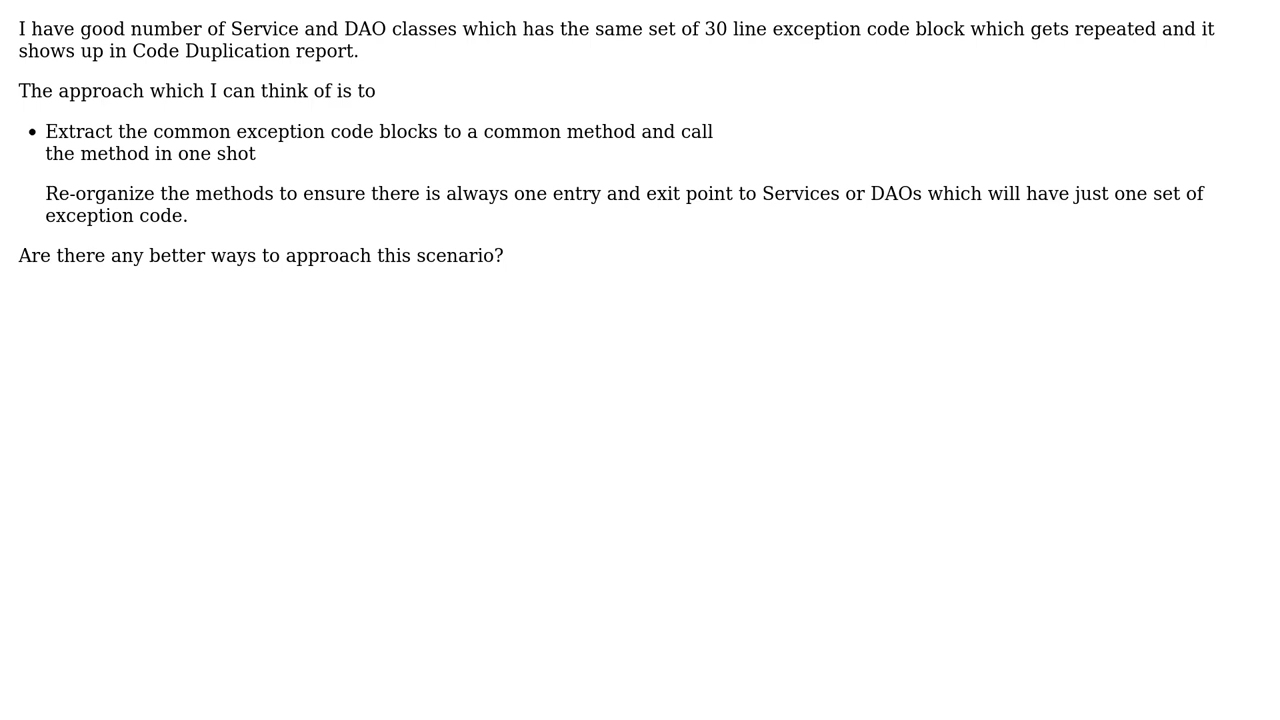 I have good number of Service and DAO classes which has the same set of 30 line exception code block which gets repeated and it
shows up in Code Duplication report.
The approach which I can think of is to
• Extract the common exception code blocks to a common method and call
the method in one shot
Re-organize the methods to ensure there is always one entry and exit point to Services or DAOs which will have just one set of
exception code.
Are there any better ways to approach this scenario?